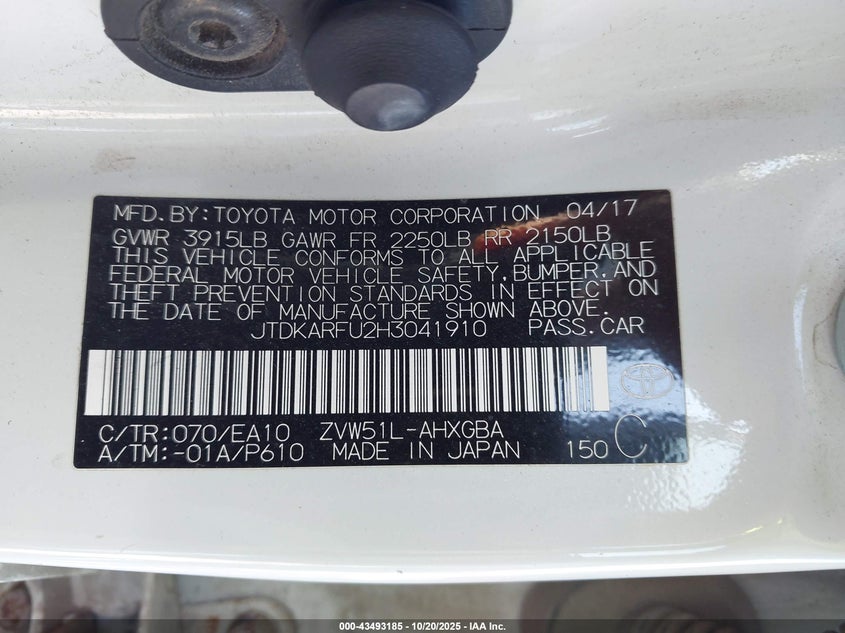 MFD.BY:TOYOTA MOTOR CORPORATION 04/17
GVWR 3915LB GAWR FR 2250LB RR 2150LB
THIS VEHICLE CONFORMS TO ALL APPLICABLE
FEDERAL MOTOR VEHICLE SAFETY,BUMPER,AND
THEFT PREVENTION STANDARDS IN EFFECT ON
THE DATE OF MANUFACTURE SHOWN ABOVE.
JTDKARFU2H3041910 PASS.CAR
C/TR:070/EA10 ZVW51L-AHXGBA
A/TM:-01A/P610 MADE IN JAPAN 150 C
000-43493185 - 10/20/2025 - IAA Inc.